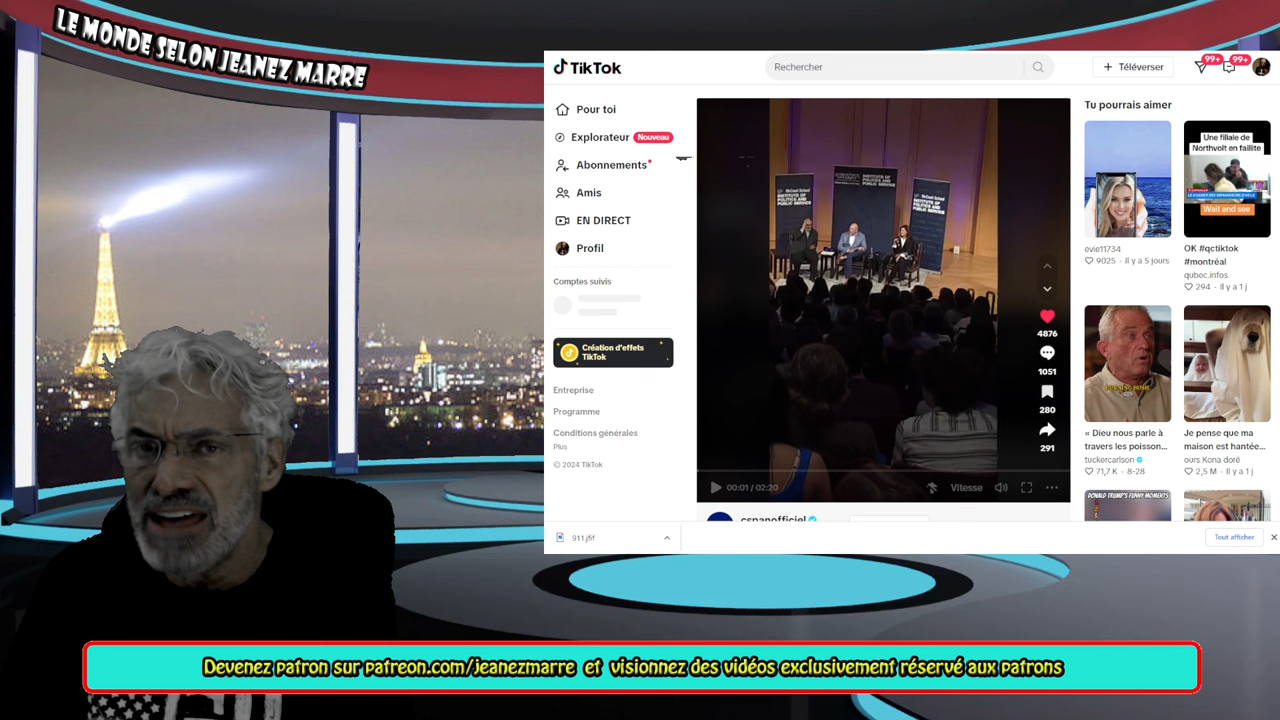 LE MONDE SELON JEANEZ MARRE
TikTok
Rechercher
Téléverser
99+
99+
Pour toi
Explorateur Nouveau
Abonnements
Amis
EN DIRECT
Profil
Comptes suivis
Création d'effets
TikTok
Entreprise
Programme
Conditions générales
Plus
© 2024 TikTok
INSTITUTE OF
POLITICS AND
PUBLIC SERVICE
4876
1051
280
291
00:01 / 02:20
Vitesse
cspanofficiel
Tu pourrais aimer
evie11734
9025 · Il y a 5 jours
Une filiale de
Northvolt en faillite
Wait and see
OK #qctiktok
#montréal
qubec.infos
294 · Il y a 1 j
« Dieu nous parle à
travers les poisson...
tuckercarlson
71,7 K · 8-28
Je pense que ma
maison est hantée...
ours Kona doré
2,5 M · Il y a 1 j
DONALD TRUMP'S FUNNY MOMENTS
911.jfif
Tout afficher
Devenez patron sur patreon.com/jeanezmarre et visionnez des vidéos exclusivement réservé aux patrons